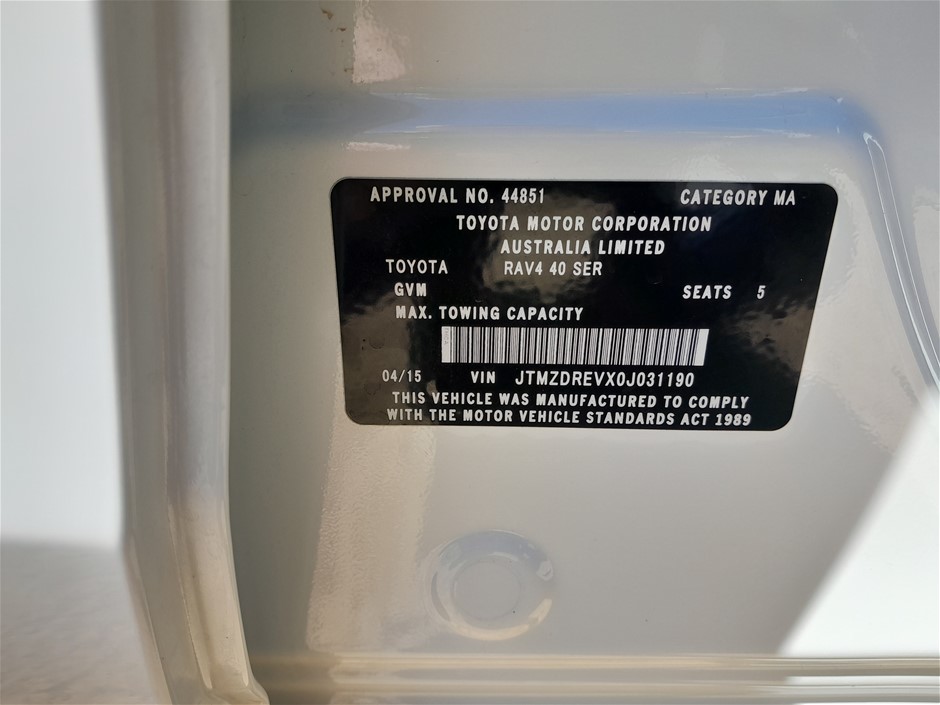 APPROVAL NO. 44851 CATEGORY MA
TOYOTA MOTOR CORPORATION
AUSTRALIA LIMITED
TOYOTA RAV4 40 SER
GVM SEATS 5
MAX. TOWING CAPACITY
04/15 VIN JTMZDREVX0J031190
THIS VEHICLE WAS MANUFACTURED TO COMPLY
WITH THE MOTOR VEHICLE STANDARDS ACT 1989